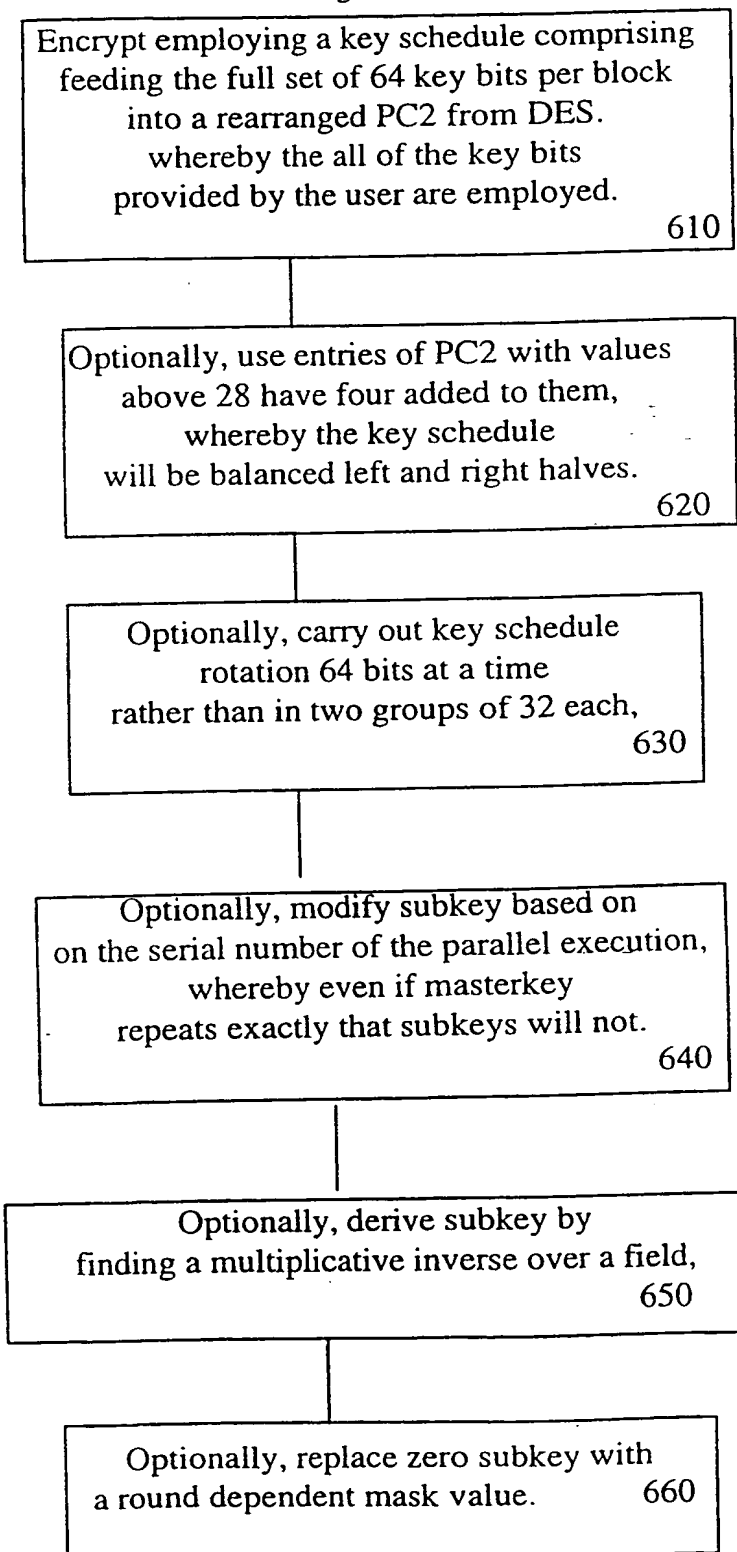 Encrypt employing a key schedule comprising
feeding the full set of 64 key bits per block
into a rearranged PC2 from DES.
whereby the all of the key bits
provided by the user are employed.
610
Optionally, use entries of PC2 with values
above 28 have four added to them,
whereby the key schedule
will be balanced left and right halves.
620
Optionally, carry out key schedule
rotation 64 bits at a time
rather than in two groups of 32 each,
630
Optionally, modify subkey based on
on the serial number of the parallel execution,
whereby even if masterkey
repeats exactly that subkeys will not.
640
Optionally, derive subkey by
finding a multiplicative inverse over a field,
650
Optionally, replace zero subkey with
a round dependent mask value. 660